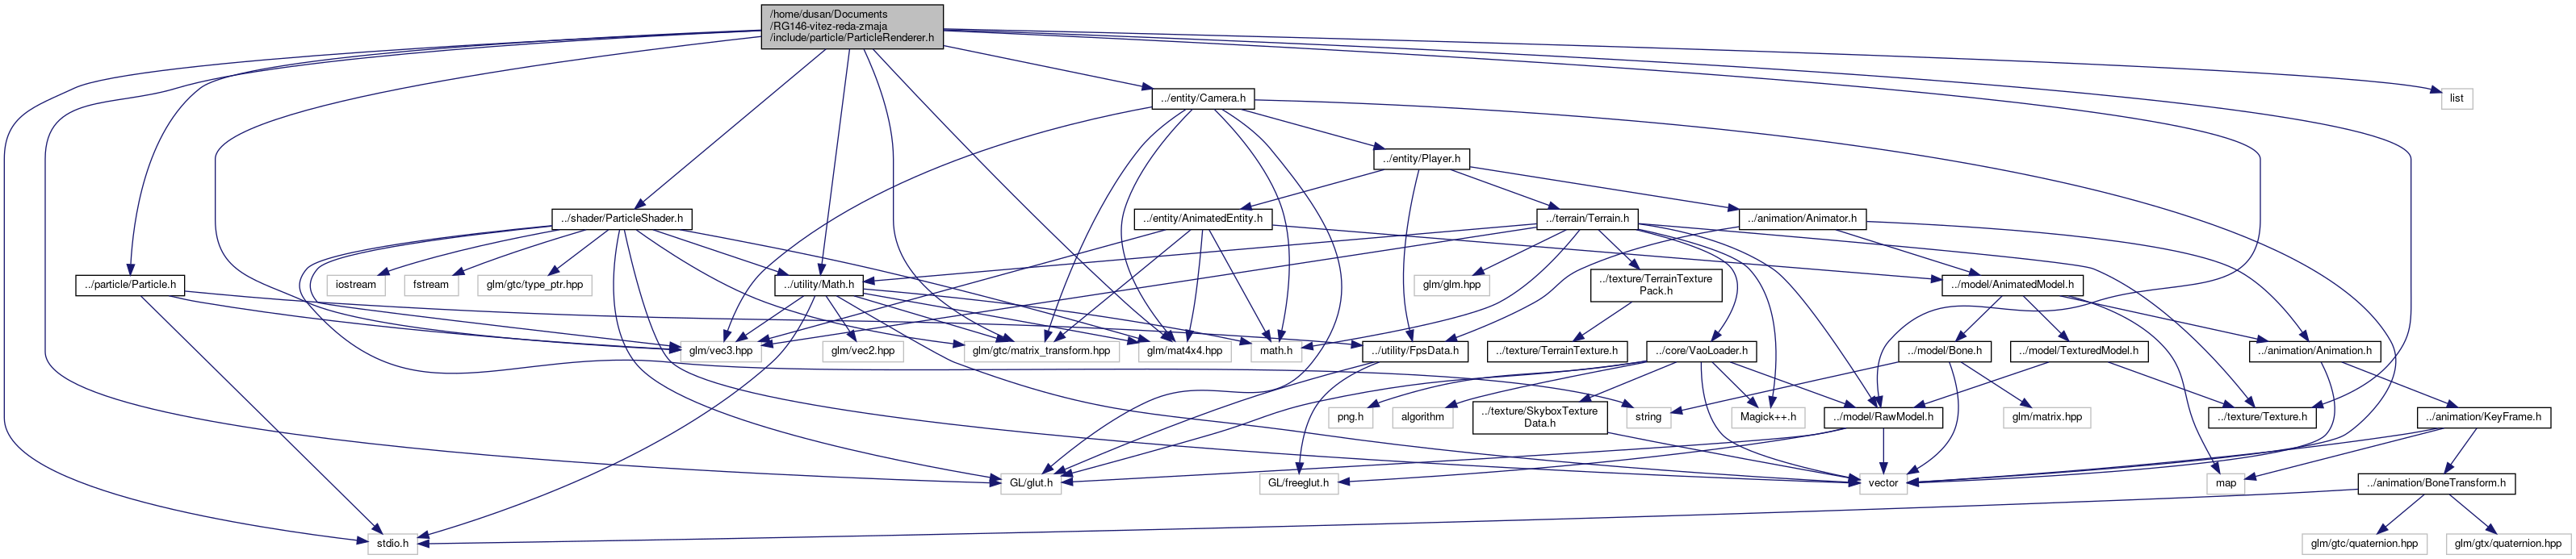 /home/dusan/Documents
/RG146-vitez-reda-zmaja
/include/particle/ParticleRenderer.h
../entity/Camera.h
list
../entity/Player.h
../shader/ParticleShader.h
../entity/AnimatedEntity.h
../terrain/Terrain.h
../animation/Animator.h
../particle/Particle.h
iostream
fstream
glm/gtc/type_ptr.hpp
../utility/Math.h
glm/glm.hpp
../texture/TerrainTexture
Pack.h
../model/AnimatedModel.h
glm/vec3.hpp
glm/vec2.hpp
glm/gtc/matrix_transform.hpp
glm/mat4x4.hpp
math.h
../utility/FpsData.h
../texture/TerrainTexture.h
../core/VaoLoader.h
../model/Bone.h
../model/TexturedModel.h
../animation/Animation.h
png.h
algorithm
../texture/SkyboxTexture
Data.h
string
Magick++.h
../model/RawModel.h
glm/matrix.hpp
../texture/Texture.h
../animation/KeyFrame.h
GL/glut.h
GL/freeglut.h
vector
map
../animation/BoneTransform.h
stdio.h
glm/gtc/quaternion.hpp
glm/gtx/quaternion.hpp